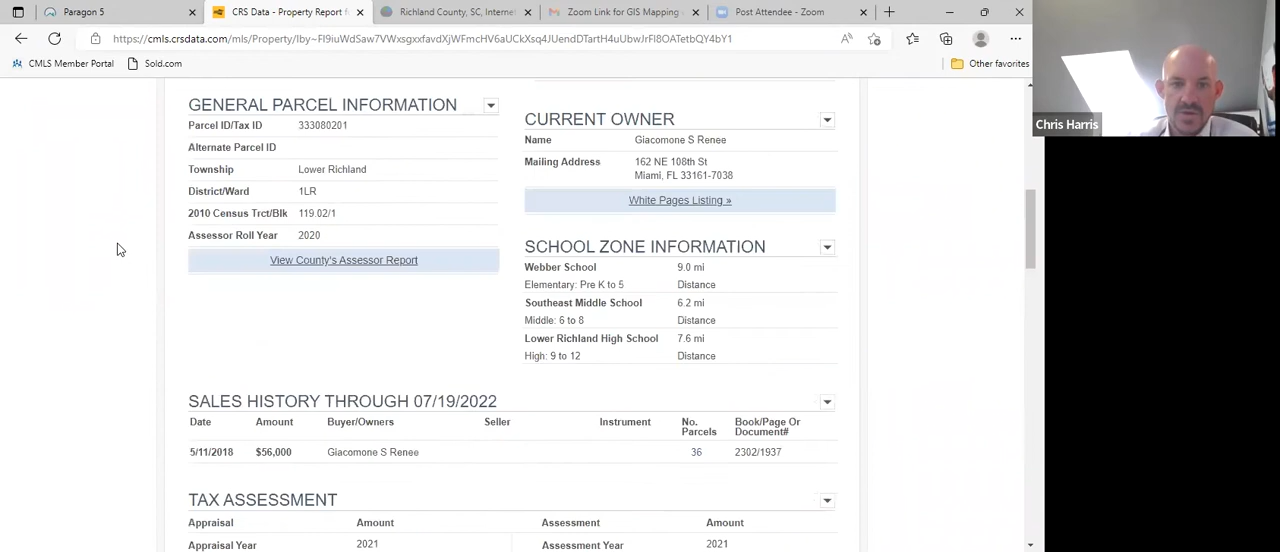 Paragon 5
CRS Data - Property Report f
Richland County, SC, Internet
Zoom Link for GIS Mapping
Post Attendee - Zoom
CMLS Member Portal
Sold.com
Other favorites
GENERAL PARCEL INFORMATION
Parcel ID/Tax ID 333080201
Alternate Parcel ID
Township Lower Richland
District/Ward 1LR
2010 Census Trct/Blk 119.02/1
Assessor Roll Year 2020
View County's Assessor Report
CURRENT OWNER
Name Giacomone S Renee
Mailing Address 162 NE 108th St
Miami, FL 33161-7038
White Pages Listing »
SCHOOL ZONE INFORMATION
Webber School 9.0 mi
Elementary: Pre K to 5 Distance
Southeast Middle School 6.2 mi
Middle: 6 to 8 Distance
Lower Richland High School 7.6 mi
High: 9 to 12 Distance
SALES HISTORY THROUGH 07/19/2022
Date Amount Buyer/Owners Seller Instrument No. Parcels Book/Page Or Document#
5/11/2018 $56,000 Giacomone S Renee 36 2302/1937
TAX ASSESSMENT
Appraisal Amount Assessment Amount
Appraisal Year 2021 Assessment Year 2021
Chris Harris